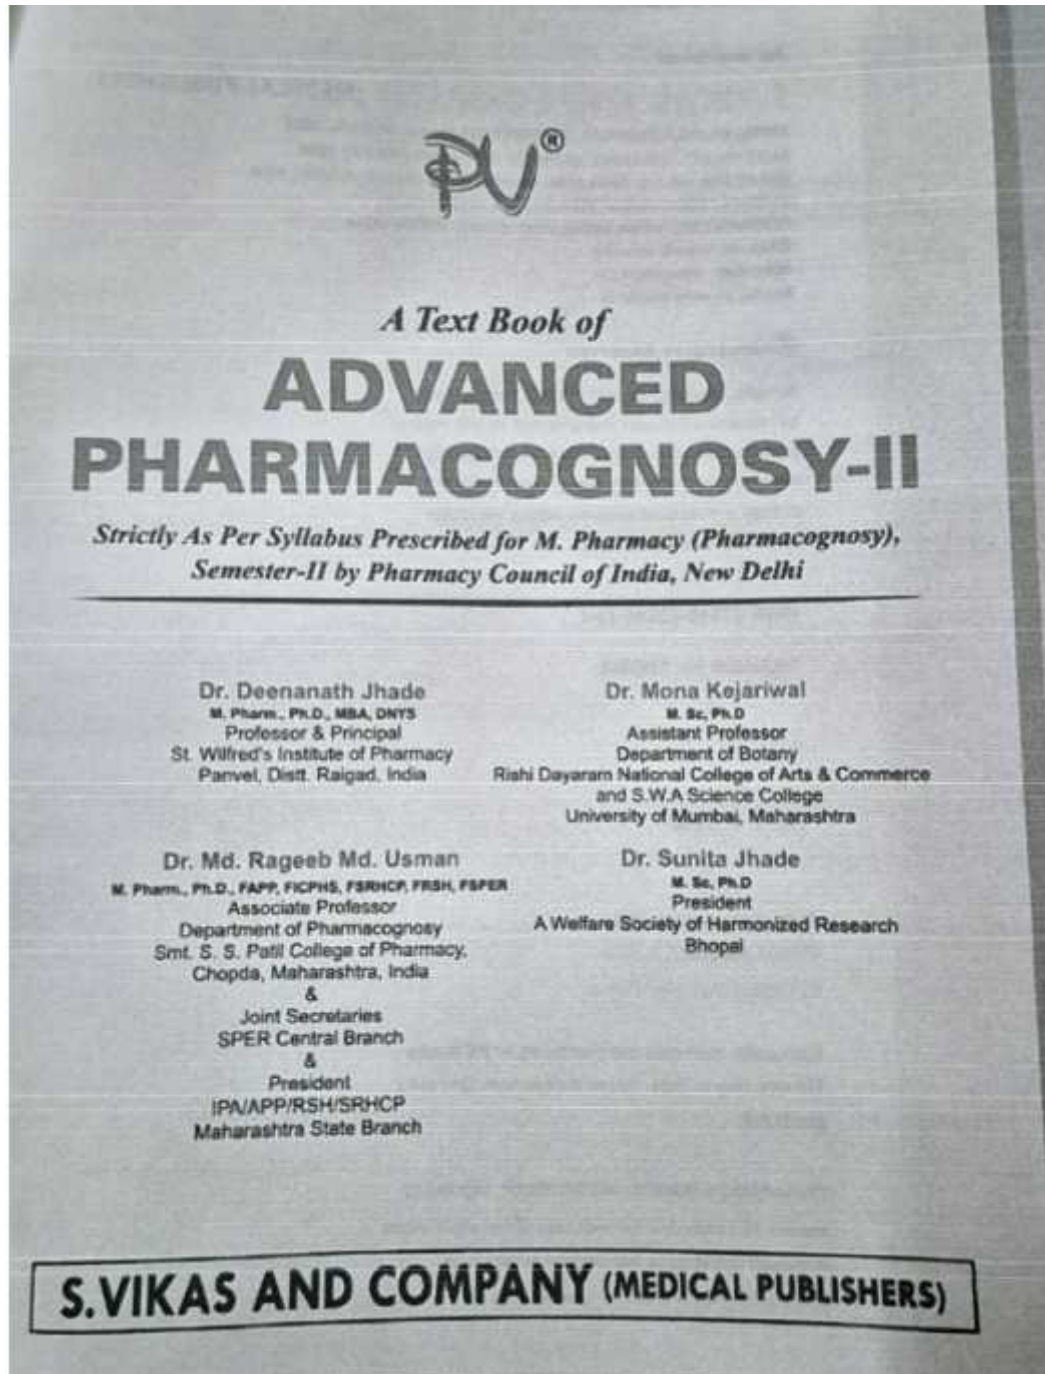 PV®
A Text Book of
ADVANCED
PHARMACOGNOSY-II
Strictly As Per Syllabus Prescribed for M. Pharmacy (Pharmacognosy),
Semester-II by Pharmacy Council of India, New Delhi
Dr. Deenanath Jhade
M. Pharm., Ph.D., MBA, DNYS
Professor & Principal
St. Wilfred's Institute of Pharmacy
Panvel, Distt. Raigad, India
Dr. Mona Kejariwal
M. Sc, Ph.D
Assistant Professor
Department of Botany
Rishi Dayaram National College of Arts & Commerce
and S.W.A Science College
University of Mumbai, Maharashtra
Dr. Md. Rageeb Md. Usman
M. Pharm., Ph.D., FAPP, FICPHS, FSRHCP, FRSH, FSPER
Associate Professor
Department of Pharmacognosy
Smt. S. S. Patil College of Pharmacy,
Chopda, Maharashtra, India
&
Joint Secretaries
SPER Central Branch
&
President
IPA/APP/RSH/SRHCP
Maharashtra State Branch
Dr. Sunita Jhade
M. Sc, Ph.D
President
A Welfare Society of Harmonized Research
Bhopal
S.VIKAS AND COMPANY (MEDICAL PUBLISHERS)